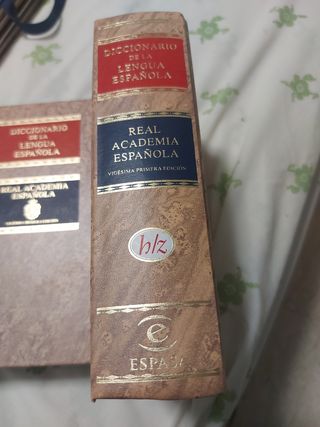 DICCIONARIO
DE LA
LENGUA
ESPAÑOLA
REAL ACADEMIA
ESPAÑOLA
DICCIONARIO
DE LA
LENGUA
ESPAÑOLA
REAL
ACADEMIA
ESPAÑOLA
VIGÉSIMA PRIMERA EDICIÓN
h/z
e
ESPASA